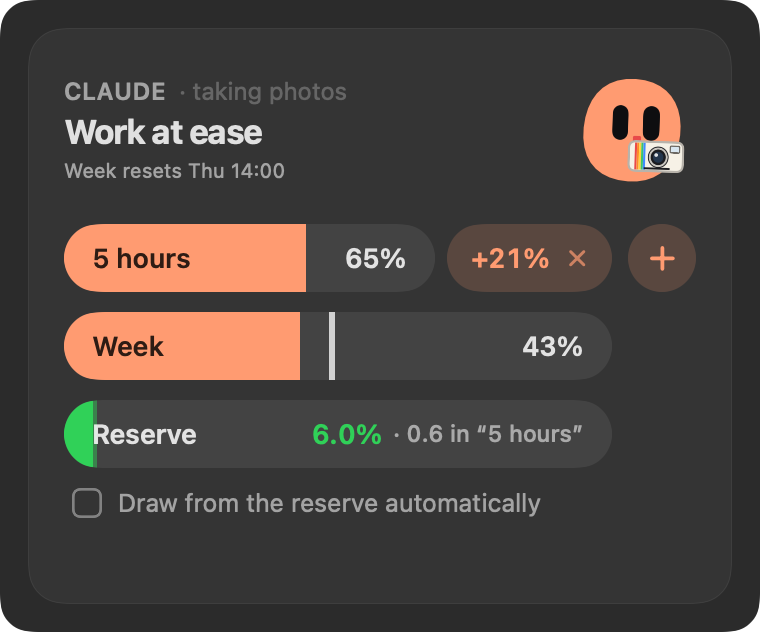 CLAUDE · taking photos
Work at ease
Week resets Thu 14:00
5 hours 65% +21% × +
Week 43%
Reserve 6.0% · 0.6 in “5 hours”
Draw from the reserve automatically